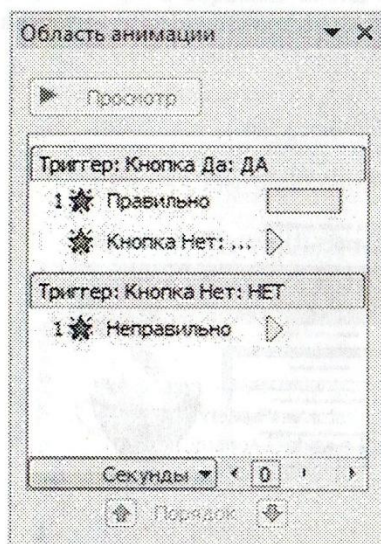 Область анимации
Просмотр
Триггер: Кнопка Да: ДА
1 Правильно
Кнопка Нет: ...
Триггер: Кнопка Нет: НЕТ
1 Неправильно
Секунды 0
Порядок